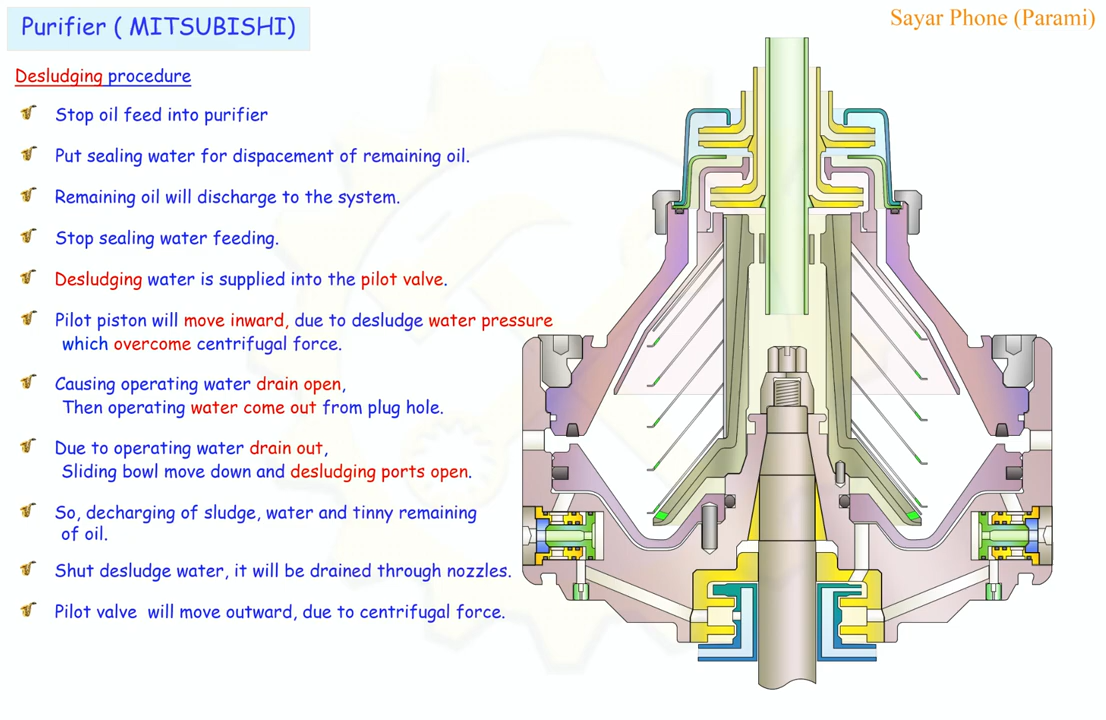 Purifier ( MITSUBISHI)
Sayar Phone (Parami)
Desludging procedure
Stop oil feed into purifier
Put sealing water for dispacement of remaining oil.
Remaining oil will discharge to the system.
Stop sealing water feeding.
Desludging water is supplied into the pilot valve.
Pilot piston will move inward, due to desludge water pressure
which overcome centrifugal force.
Causing operating water drain open,
Then operating water come out from plug hole.
Due to operating water drain out,
Sliding bowl move down and desludging ports open.
So, decharging of sludge, water and tinny remaining
of oil.
Shut desludge water, it will be drained through nozzles.
Pilot valve will move outward, due to centrifugal force.